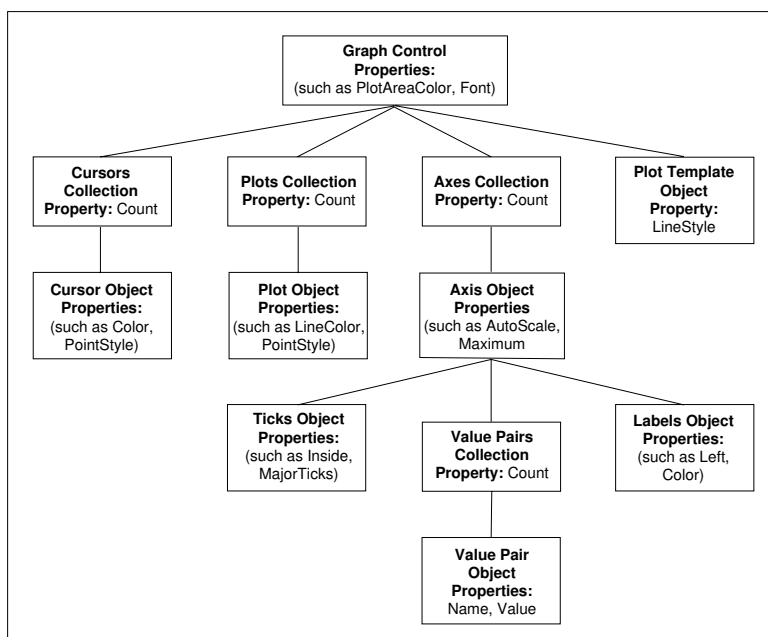 Graph Control
Properties:
(such as PlotAreaColor, Font)
Cursors
Collection
Property: Count
Plots Collection
Property: Count
Axes Collection
Property: Count
Plot Template
Object
Property:
LineStyle
Cursor Object
Properties:
(such as Color,
PointStyle)
Plot Object
Properties:
(such as LineColor,
PointStyle)
Axis Object
Properties
(such as AutoScale,
Maximum
Ticks Object
Properties:
(such as Inside,
MajorTicks)
Value Pairs
Collection
Property: Count
Labels Object
Properties:
(such as Left,
Color)
Value Pair
Object
Properties:
Name, Value